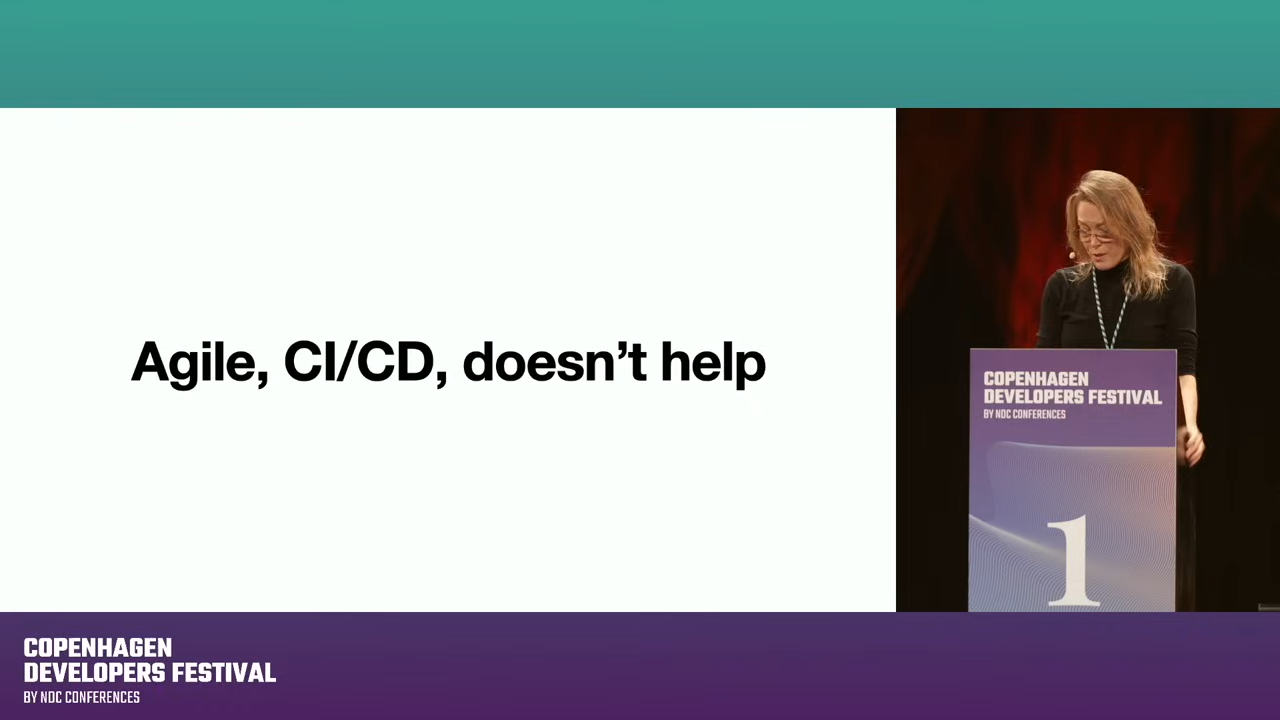 Agile, CI/CD, doesn’t help
COPENHAGEN
DEVELOPERS FESTIVAL
BY NDC CONFERENCES
1
COPENHAGEN
DEVELOPERS FESTIVAL
BY NDC CONFERENCES